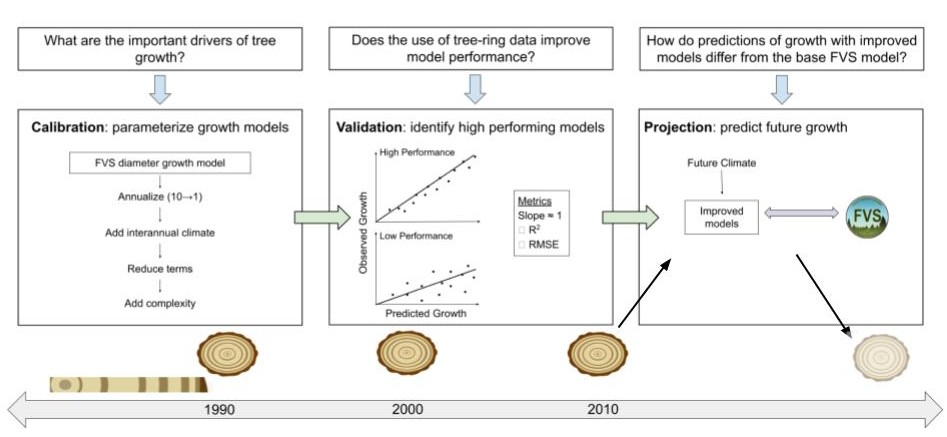 What are the important drivers of tree
growth?
Does the use of tree-ring data improve
model performance?
How do predictions of growth with improved
models differ from the base FVS model?
Calibration: parameterize growth models
FVS diameter growth model
Annualize (10→1)
Add interannual climate
Reduce terms
Add complexity
Validation: identify high performing models
High Performance
Low Performance
Observed Growth
Predicted Growth
Metrics
Slope ≈ 1
□ R²
□ RMSE
Projection: predict future growth
Future Climate
Improved
models
FVS
1990
2000
2010